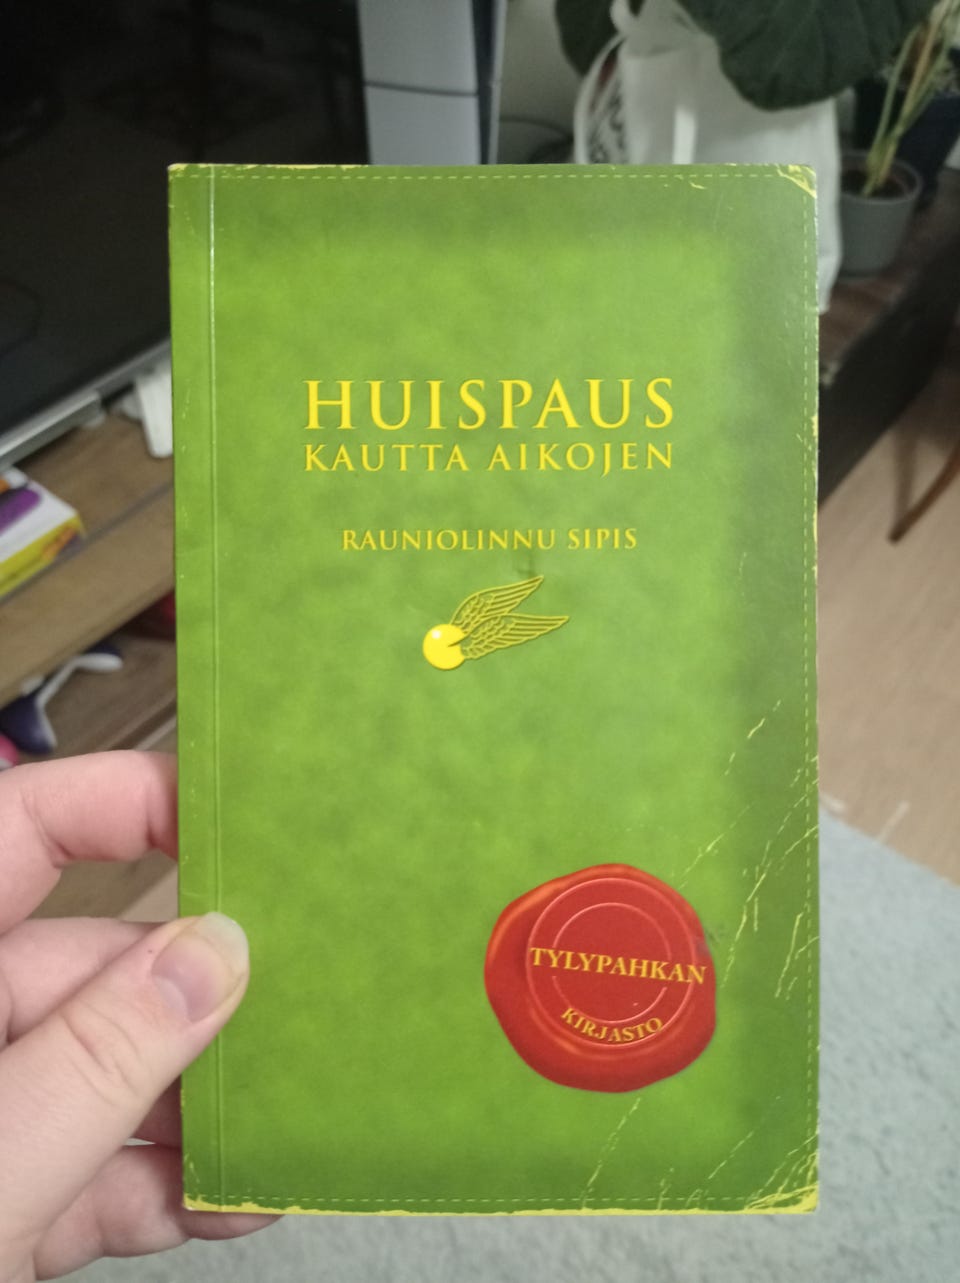 HUISPAUS
KAUTTA AIKOJEN
RAUNIOLINNU SIPIS
TYLYPAHKAN
KIRJASTO